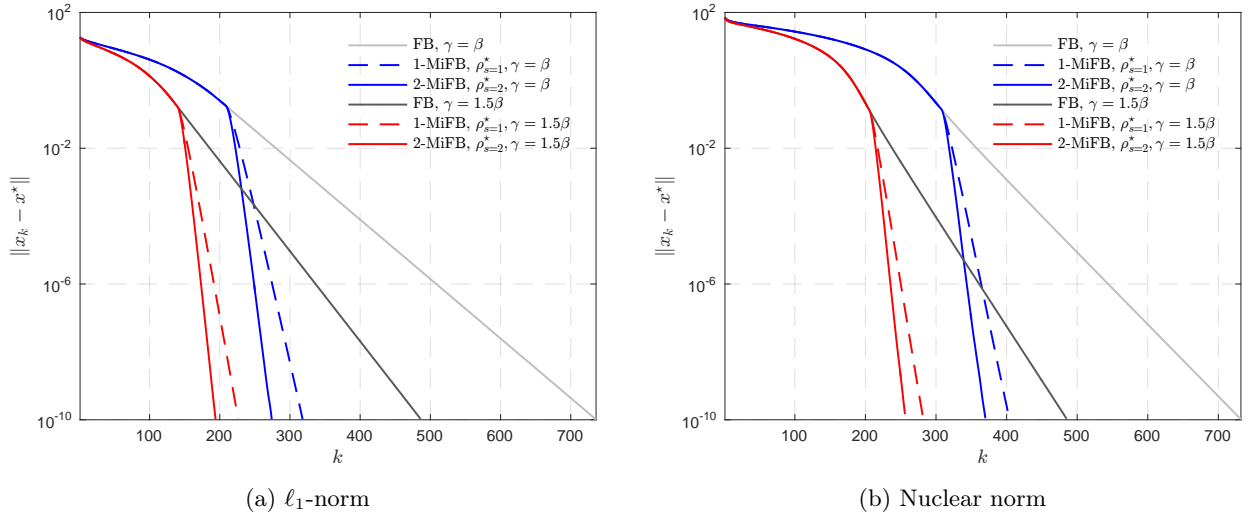 10^2
10^{-2}
10^{-6}
10^{-10}
100 200 300 400 500 600 700
k
‖x_k − x^⋆‖
FB, γ = β
1-MiFB, ρ^⋆_{s=1}, γ = β
2-MiFB, ρ^⋆_{s=2}, γ = β
FB, γ = 1.5β
1-MiFB, ρ^⋆_{s=1}, γ = 1.5β
2-MiFB, ρ^⋆_{s=2}, γ = 1.5β
(a) ℓ_1-norm
10^2
10^{-2}
10^{-6}
10^{-10}
100 200 300 400 500 600 700
k
‖x_k − x^⋆‖
FB, γ = β
1-MiFB, ρ^⋆_{s=1}, γ = β
2-MiFB, ρ^⋆_{s=2}, γ = β
FB, γ = 1.5β
1-MiFB, ρ^⋆_{s=1}, γ = 1.5β
2-MiFB, ρ^⋆_{s=2}, γ = 1.5β
(b) Nuclear norm